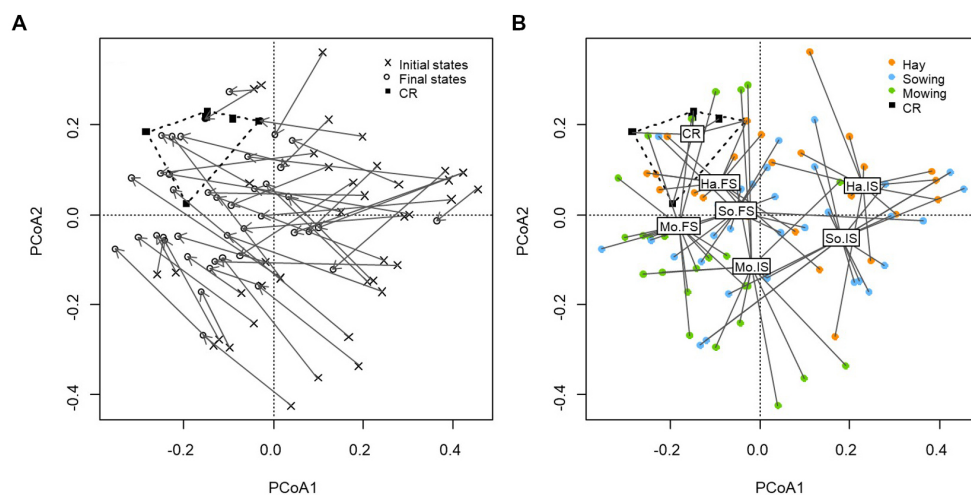 A
B
Initial states
Final states
CR
Hay
Sowing
Mowing
CR
CR
Ha.FS
Ha.IS
So.FS
Mo.FS
So.IS
Mo.IS
PCoA2
0.2
0.0
-0.2
-0.4
-0.2
0.0
0.2
0.4
PCoA1
PCoA2
0.2
0.0
-0.2
-0.4
-0.2
0.0
0.2
0.4
PCoA1